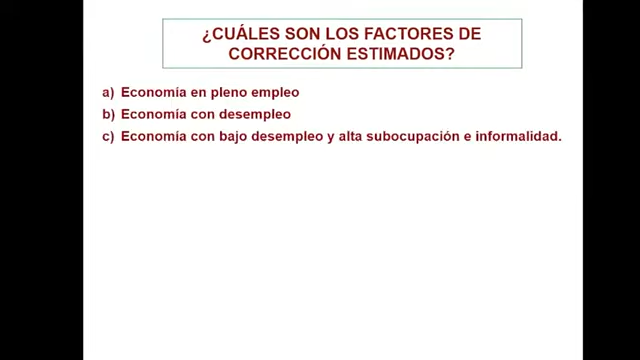 ¿CUÁLES SON LOS FACTORES DE
CORRECCIÓN ESTIMADOS?
a) Economía en pleno empleo
b) Economía con desempleo
c) Economía con bajo desempleo y alta subocupación e informalidad.